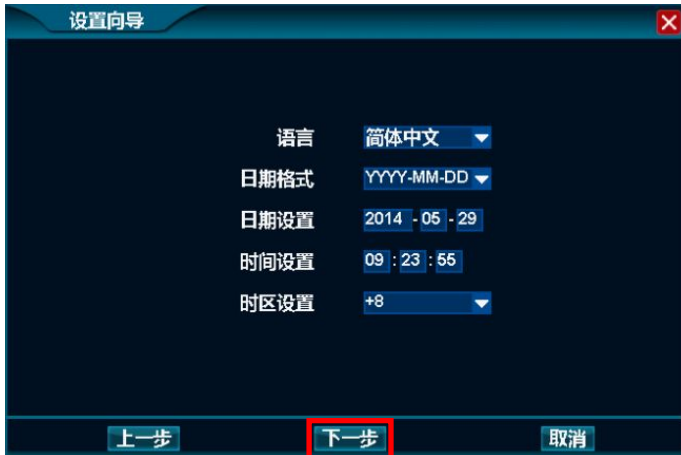 设置向导
语言 简体中文
日期格式 YYYY-MM-DD
日期设置 2014 - 05 - 29
时间设置 09 : 23 : 55
时区设置 +8
上一步 下一步 取消